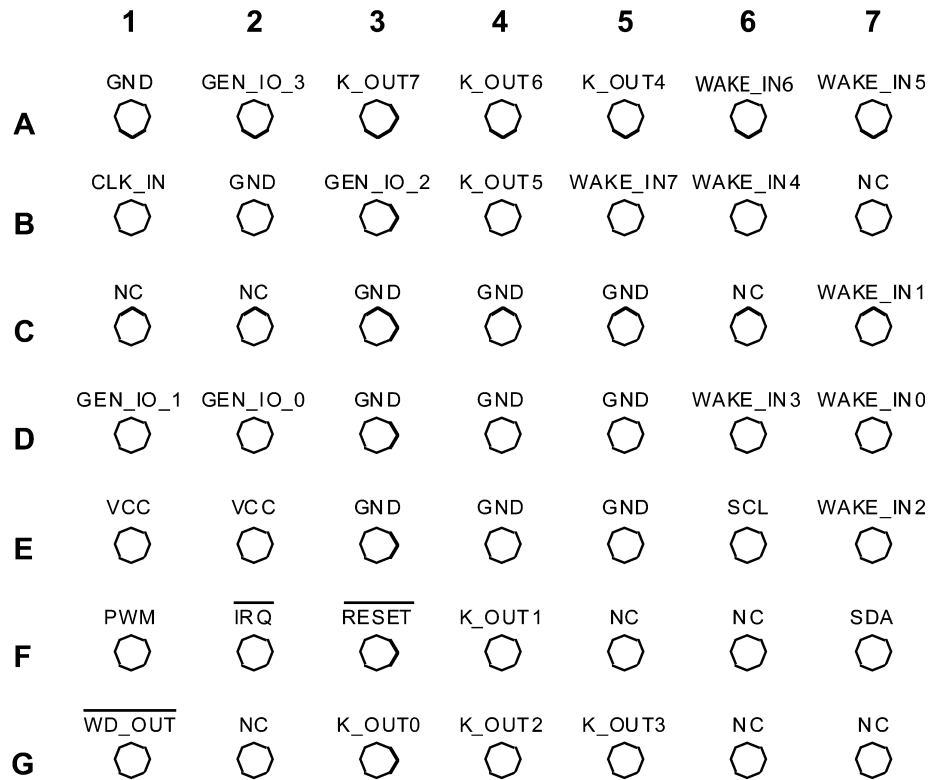 1 2 3 4 5 6 7
GND GEN_IO_3 K_OUT7 K_OUT6 K_OUT4 WAKE_IN6 WAKE_IN5
A
CLK_IN GND GEN_IO_2 K_OUT5 WAKE_IN7 WAKE_IN4 NC
B
NC NC GND GND GND NC WAKE_IN1
C
GEN_IO_1 GEN_IO_0 GND GND GND WAKE_IN3 WAKE_IN0
D
VCC VCC GND GND GND SCL WAKE_IN2
E
PWM IRQ RESET K_OUT1 NC NC SDA
F
WD_OUT NC K_OUT0 K_OUT2 K_OUT3 NC NC
G